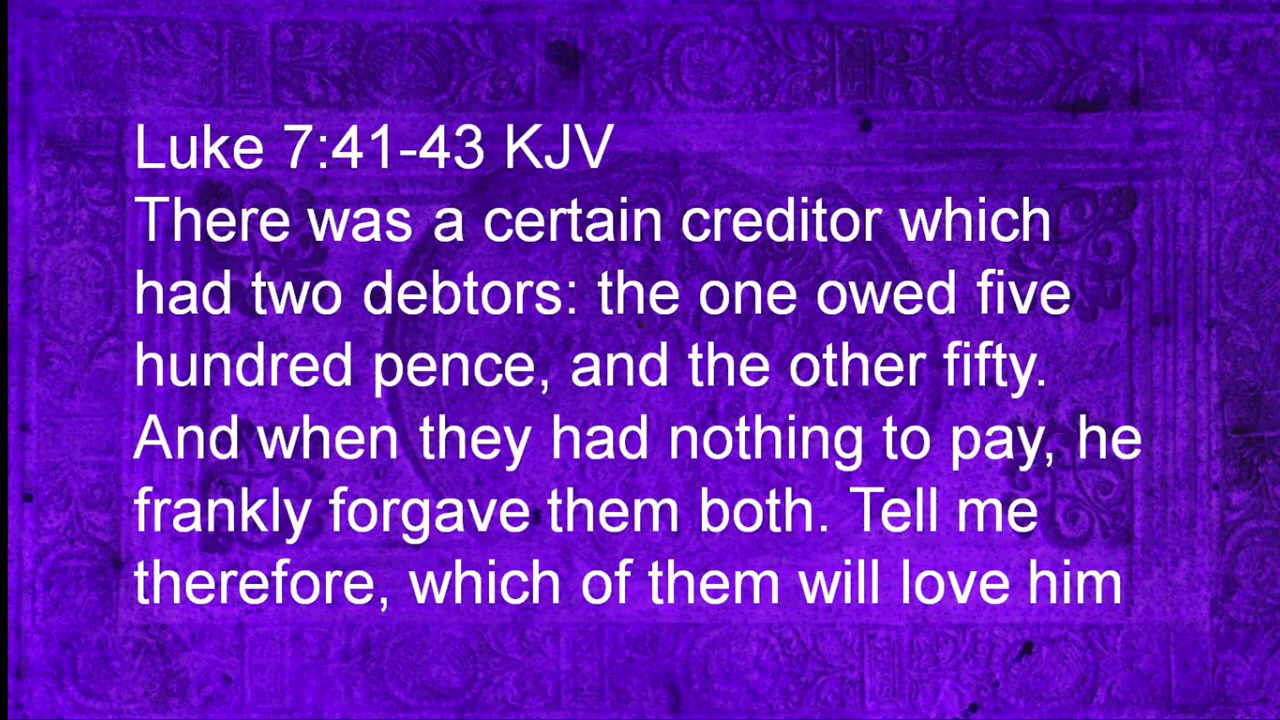 Luke 7:41-43 KJV
There was a certain creditor which
had two debtors: the one owed five
hundred pence, and the other fifty.
And when they had nothing to pay, he
frankly forgave them both. Tell me
therefore, which of them will love him